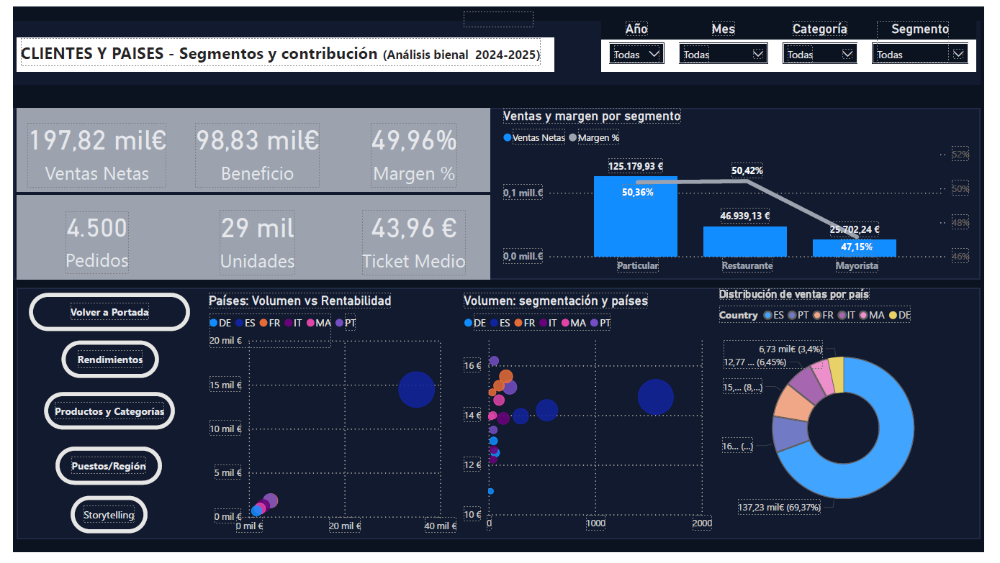 Año Mes Categoría Segmento
CLIENTES Y PAISES - Segmentos y contribución (Análisis bienal 2024-2025)
Todas Todas Todas Todas
197,82 mil€ 98,83 mil€ 49,96%
Ventas Netas Beneficio Margen %
4.500 29 mil 43,96 €
Pedidos Unidades Ticket Medio
Ventas y margen por segmento
Ventas Netas Margen %
52%
125.179,93 € 50,42%
0,1 mill.€ 50,36% 50%
46.939,13 € 48%
25.702,24 €
47,15%
0,0 mill.€ 46%
Particular Restaurante Mayorista
Volver a Portada
Rendimientos
Productos y Categorías
Puestos/Región
Storytelling
Países: Volumen vs Rentabilidad
DE ES FR IT MA PT
20 mil €
15 mil €
10 mil €
5 mil €
0 mil €
0 mil € 20 mil € 40 mil €
Volumen: segmentación y países
DE ES FR IT MA PT
16 €
14 €
12 €
10 €
0 1000 2000
Distribución de ventas por país
Country ES PT FR IT MA DE
6,73 mil€ (3,4%)
12,77 ... (6,45%)
15,... (8,...)
16... (...)
137,23 mil€ (69,37%)